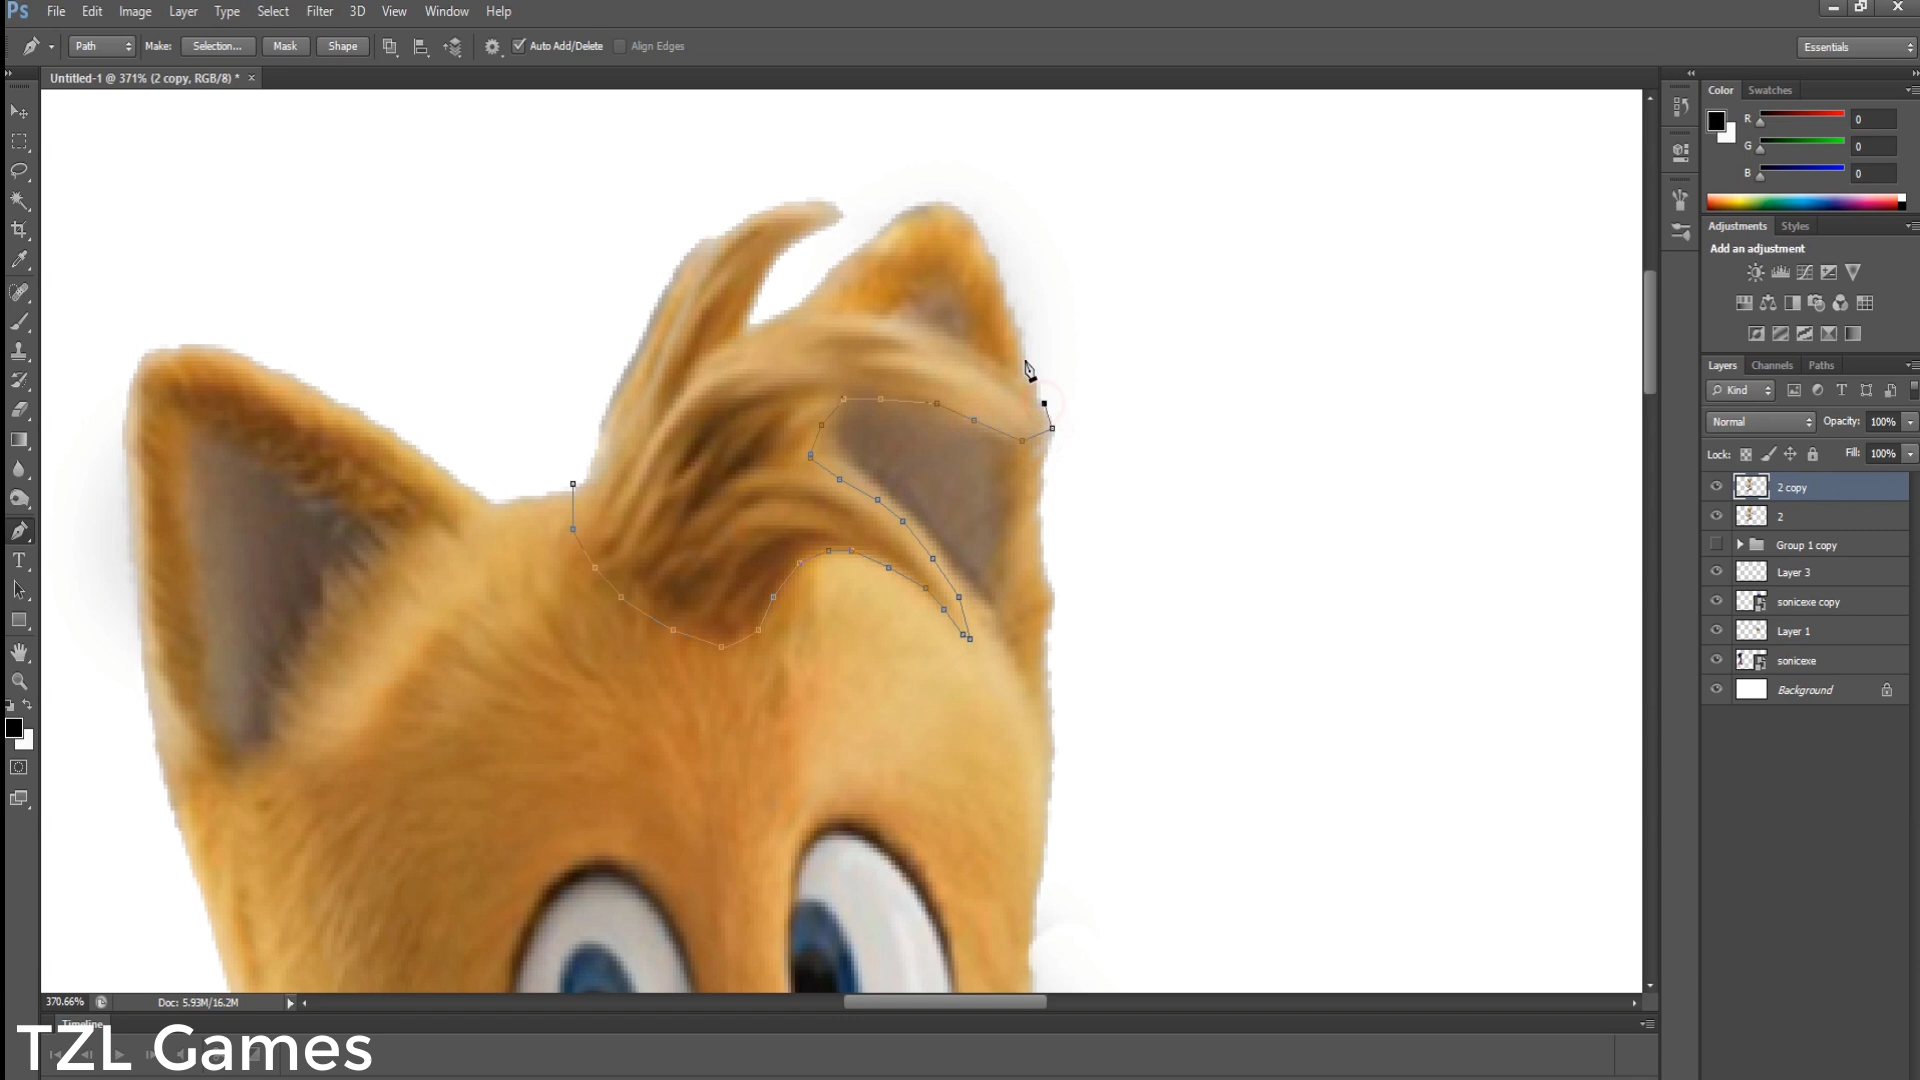 Ps File Edit Image Layer Type Select Filter 3D View Window Help
Path Make: Selection... Mask Shape Auto Add/Delete Align Edges Essentials
Untitled-1 @ 371% (2 copy, RGB/8) * ×
Color Swatches
R 0
G 0
B 0
Adjustments Styles
Add an adjustment
Layers Channels Paths
Kind T
Normal Opacity: 100%
Lock: Fill: 100%
2 copy
2
Group 1 copy
Layer 3
sonicexe copy
Layer 1
sonicexe
Background
T
370.66% Doc: 5.93M/16.2M
Timeline
TZL Games